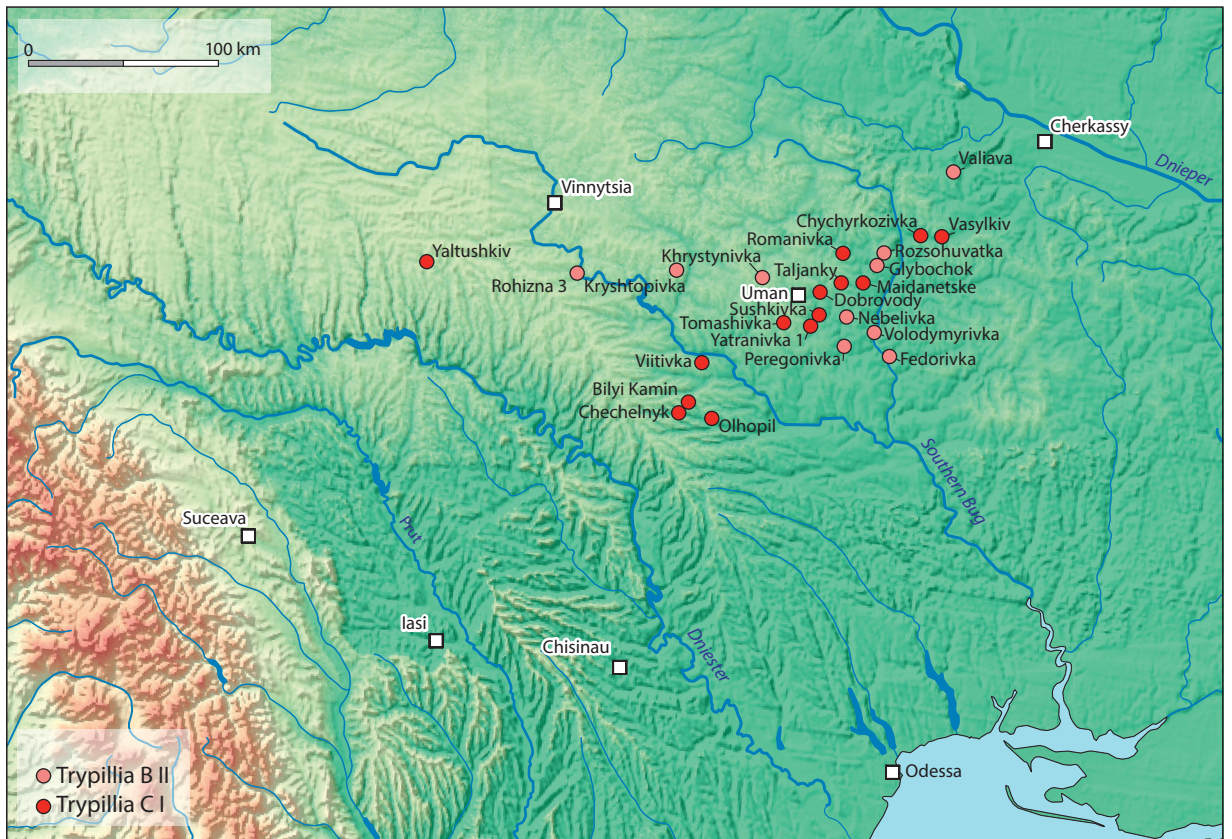 0 100 km
Cherkassy
Dnieper
Valiava
Vinnytsia
Chychyrkozivka
Vasylkiv
Romanivka
Rozsohuvatka
Yaltushkiv
Khrystynivka
Glybochok
Taljanky
Rohizna 3
Kryshtopivka
Maidanetske
Uman
Dobrovody
Sushkivka
Nebelivka
Tomashivka
Volodymyrivka
Yatranivka 1
Peregonivka
Fedorivka
Viitivka
Bilyi Kamin
Chechelnyk
Olhopil
Southern Bug
Suceava
Prut
Iasi
Chisinau
Dniester
Odessa
Trypillia B II
Trypillia C I